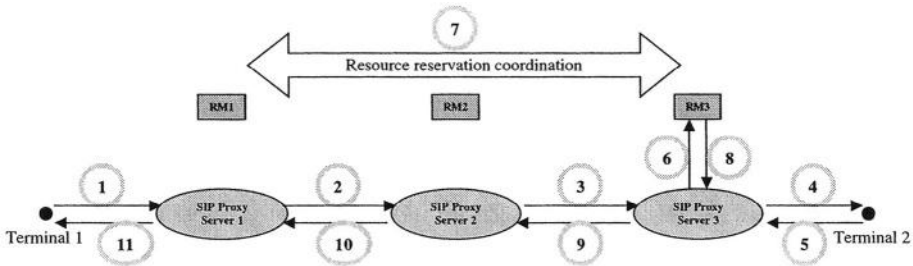 7
Resource reservation coordination
RM1 RM2 RM3
6 8
1 2 3 4
SIP Proxy Server 1
SIP Proxy Server 2
SIP Proxy Server 3
Terminal 1
Terminal 2
11 10 9 5